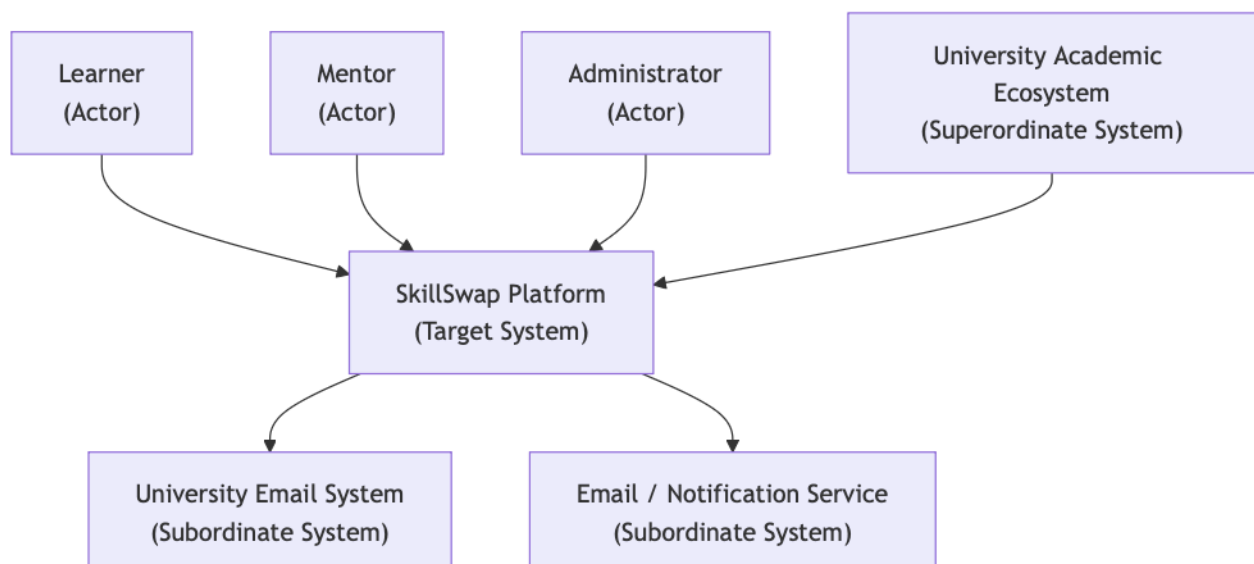 Learner
(Actor)
Mentor
(Actor)
Administrator
(Actor)
University Academic
Ecosystem
(Superordinate System)
SkillSwap Platform
(Target System)
University Email System
(Subordinate System)
Email / Notification Service
(Subordinate System)